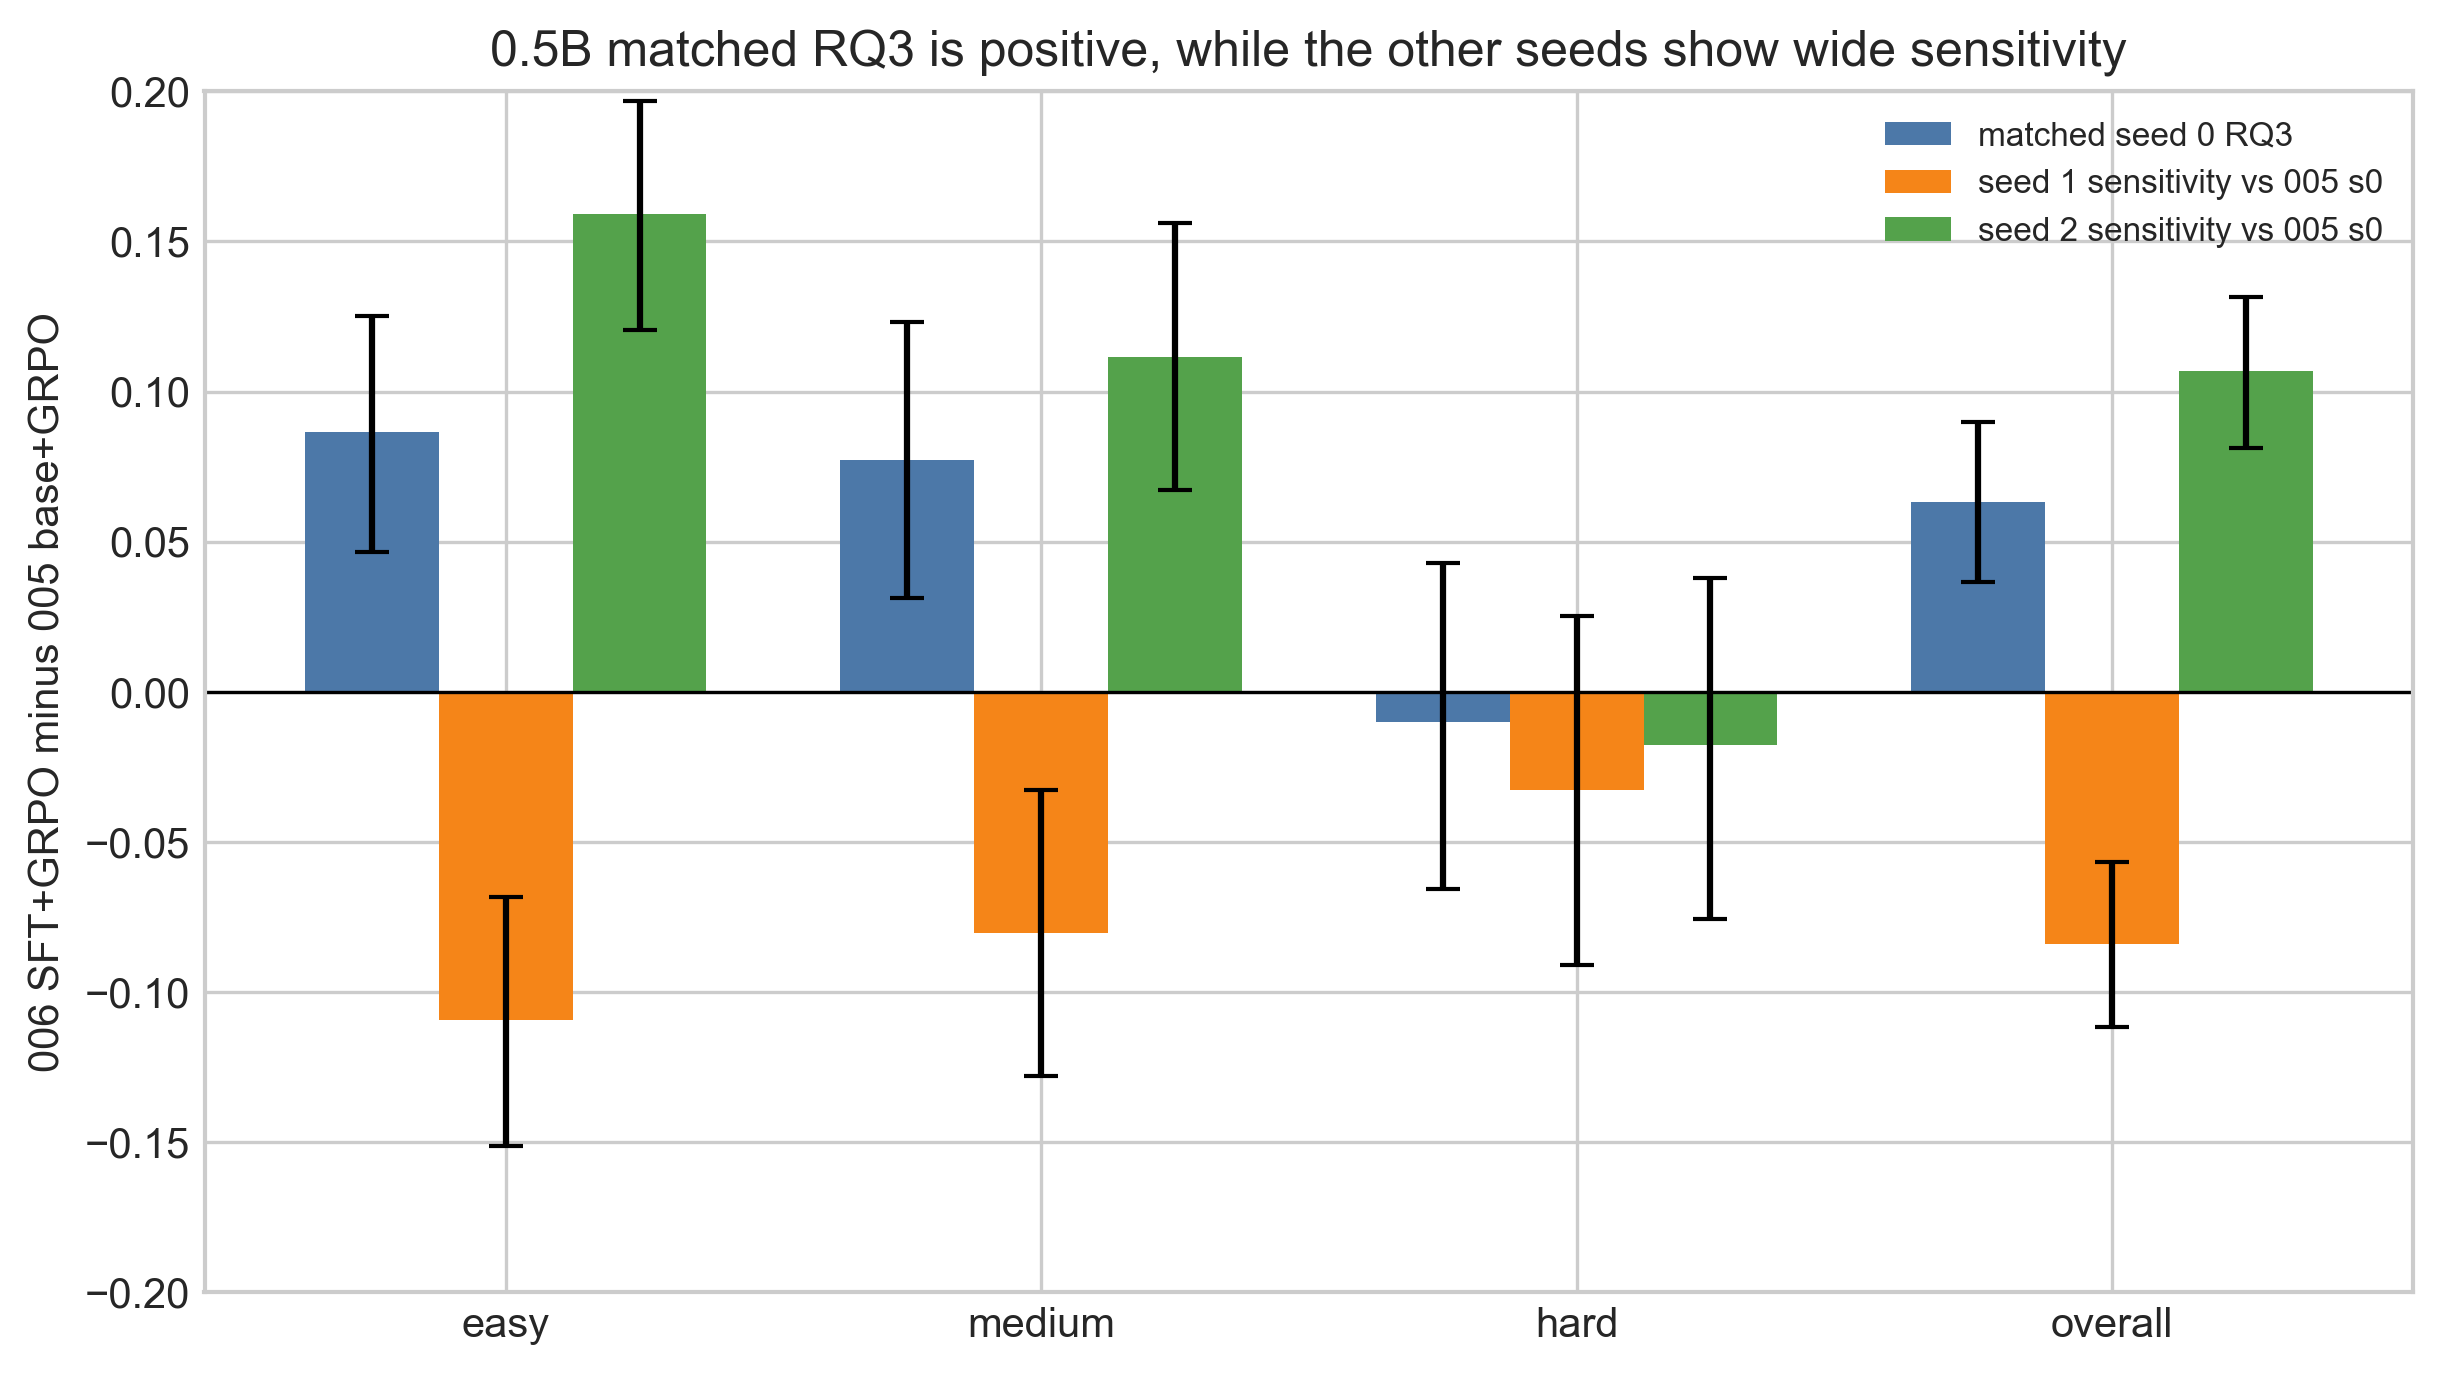 0.5B matched RQ3 is positive, while the other seeds show wide sensitivity
006 SFT+GRPO minus 005 base+GRPO
0.20
0.15
0.10
0.05
0.00
−0.05
−0.10
−0.15
−0.20
matched seed 0 RQ3
seed 1 sensitivity vs 005 s0
seed 2 sensitivity vs 005 s0
easy
medium
hard
overall